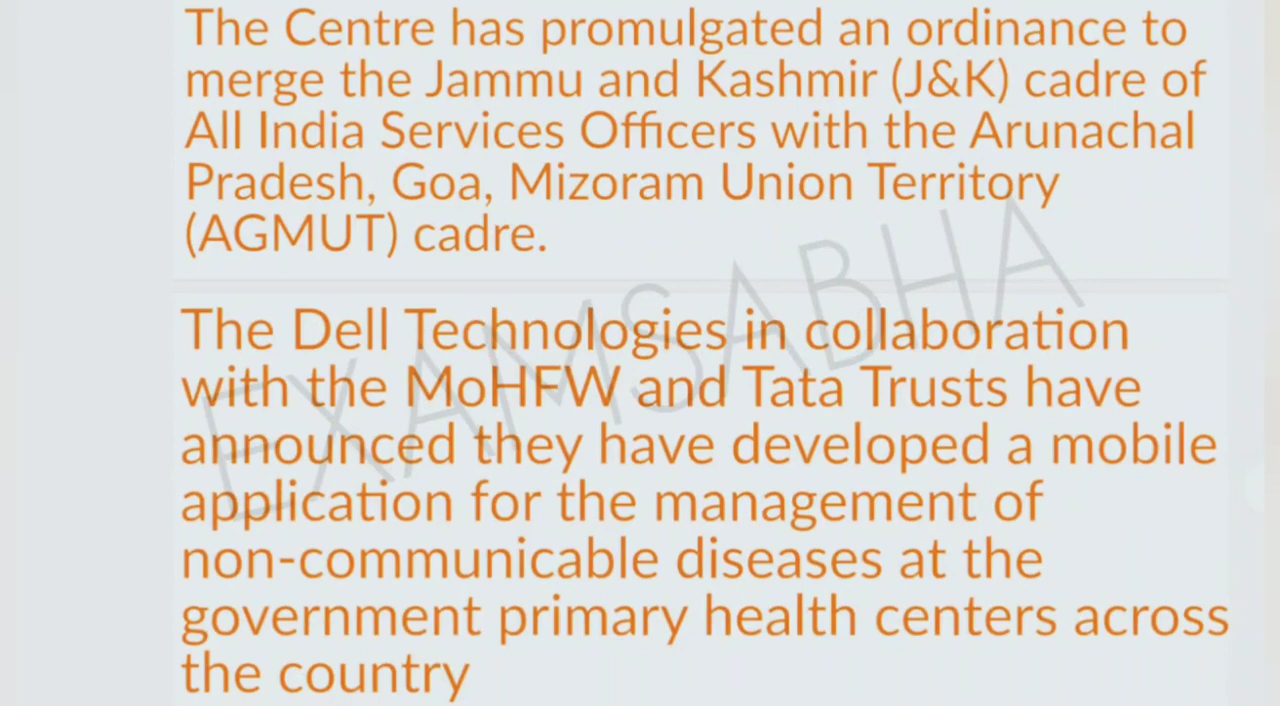 The Centre has promulgated an ordinance to
merge the Jammu and Kashmir (J&K) cadre of
All India Services Officers with the Arunachal
Pradesh, Goa, Mizoram Union Territory
(AGMUT) cadre.
The Dell Technologies in collaboration
with the MoHFW and Tata Trusts have
announced they have developed a mobile
application for the management of
non-communicable diseases at the
government primary health centers across
the country
EXAMSABHA